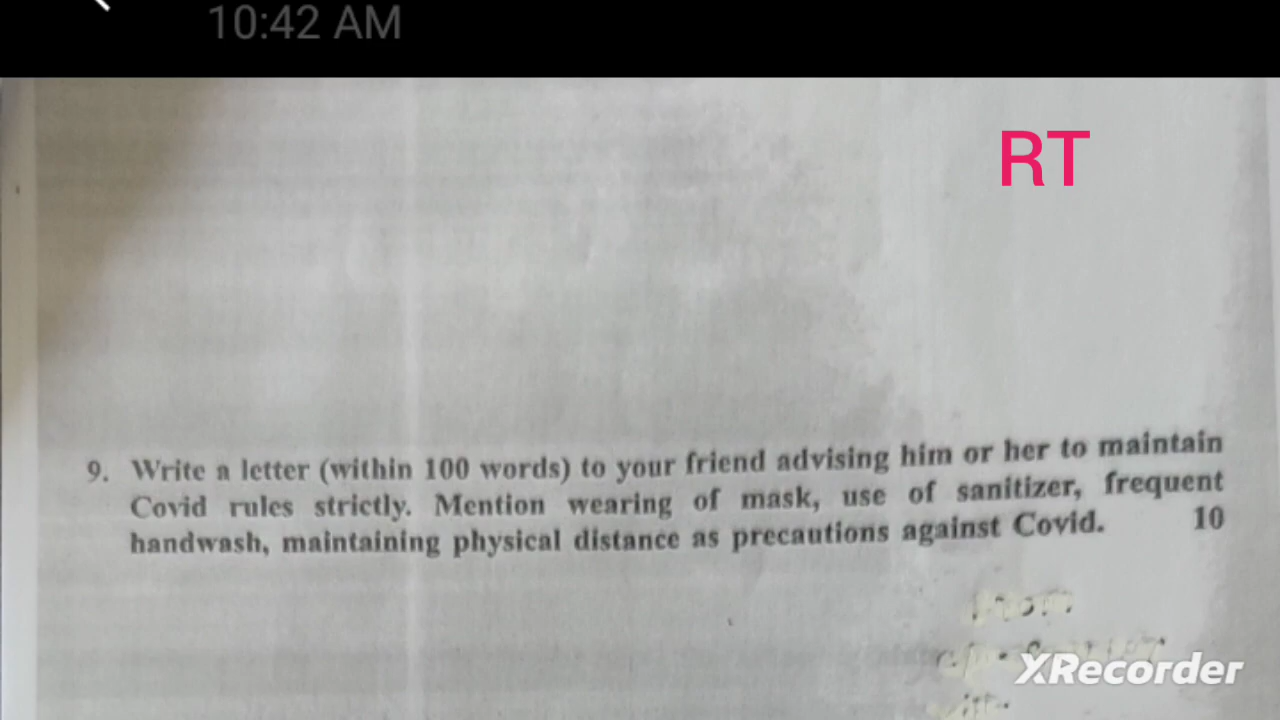 10:42 AM
RT
9. Write a letter (within 100 words) to your friend advising him or her to maintain
Covid rules strictly. Mention wearing of mask, use of sanitizer, frequent
handwash, maintaining physical distance as precautions against Covid. 10
XRecorder